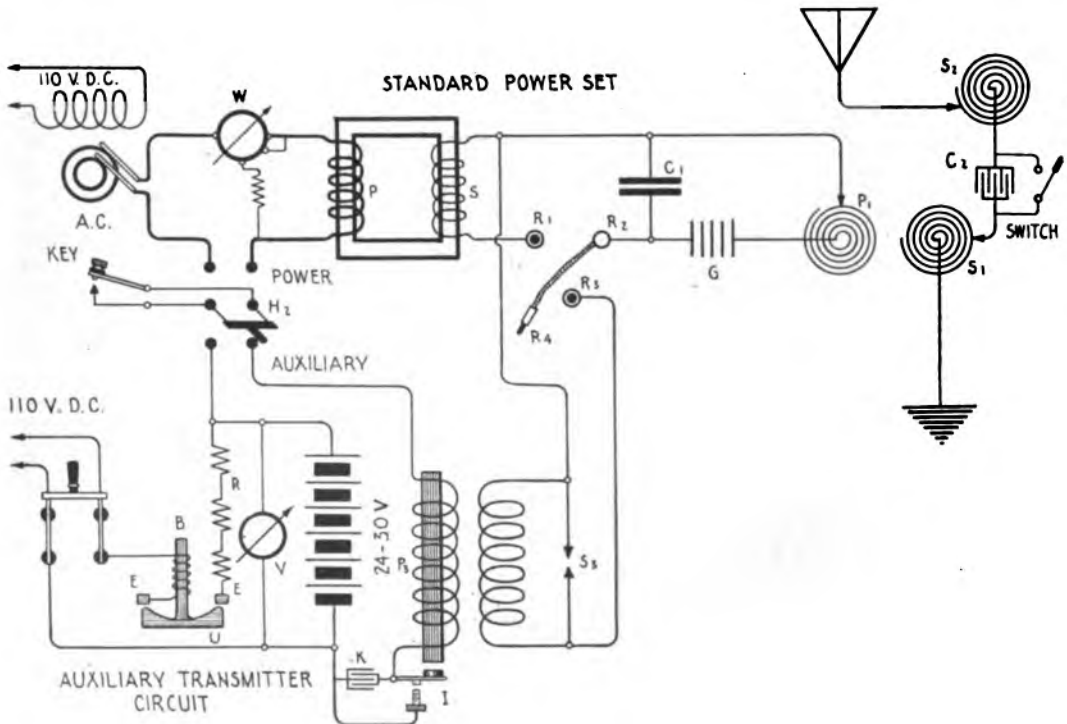 110 V. D.C.
W
STANDARD POWER SET
S2
A.C.
P
S
C1
R1
R2
G
P1
C2
SWITCH
S1
KEY
POWER
H2
R3
R4
AUXILIARY
110 V. D.C.
R
B
E
E
V
U
24-30 V
P3
S3
K
I
AUXILIARY TRANSMITTER
CIRCUIT